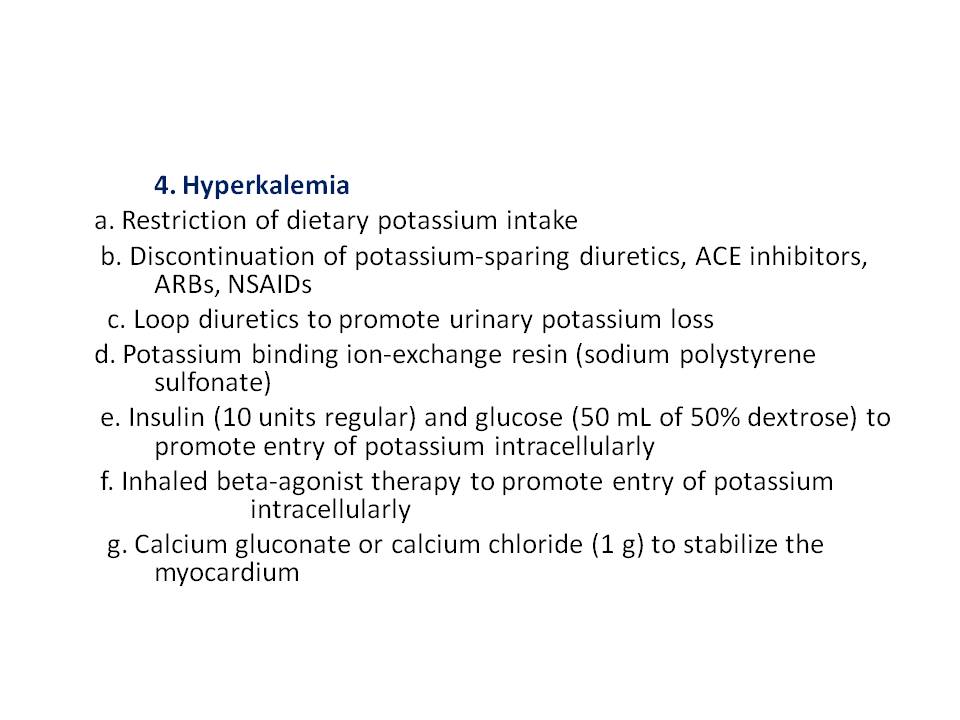 4. Hyperkalemia
a. Restriction of dietary potassium intake
b. Discontinuation of potassium-sparing diuretics, ACE inhibitors,
ARBs, NSAIDs
c. Loop diuretics to promote urinary potassium loss
d. Potassium binding ion-exchange resin (sodium polystyrene
sulfonate)
e. Insulin (10 units regular) and glucose (50 mL of 50% dextrose) to
promote entry of potassium intracellularly
f. Inhaled beta-agonist therapy to promote entry of potassium
intracellularly
g. Calcium gluconate or calcium chloride (1 g) to stabilize the
myocardium